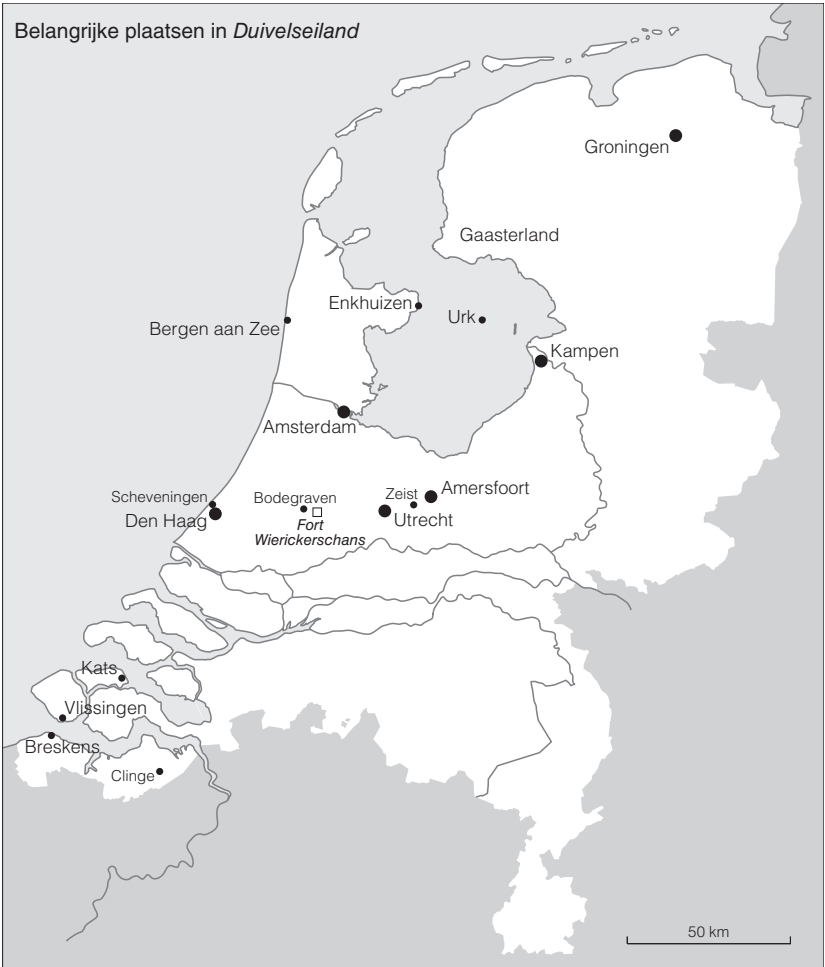 Belangrijke plaatsen in Duivelseiland
Groningen
Gaasterland
Enkhuizen
Urk
Bergen aan Zee
Kampen
Amsterdam
Scheveningen
Den Haag
Bodegraven
Fort
Wierickerschans
Zeist
Amersfoort
Utrecht
Kats
Vlissingen
Breskens
Clinge
50 km